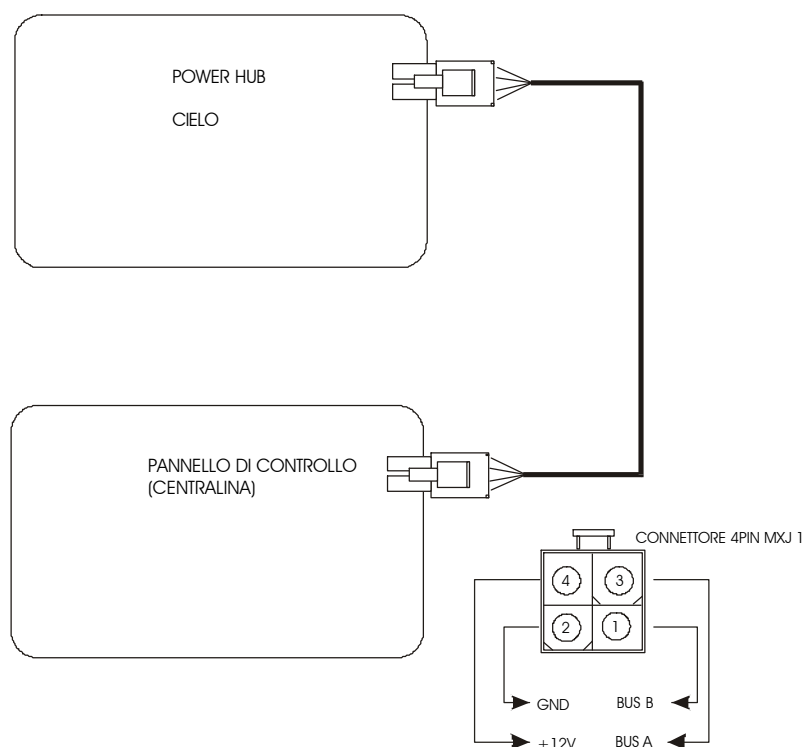 POWER HUB
CIELO
PANNELLO DI CONTROLLO
(CENTRALINA)
CONNETTORE 4PIN MXJ 1
4 3
2 1
GND BUS B
+12V BUS A